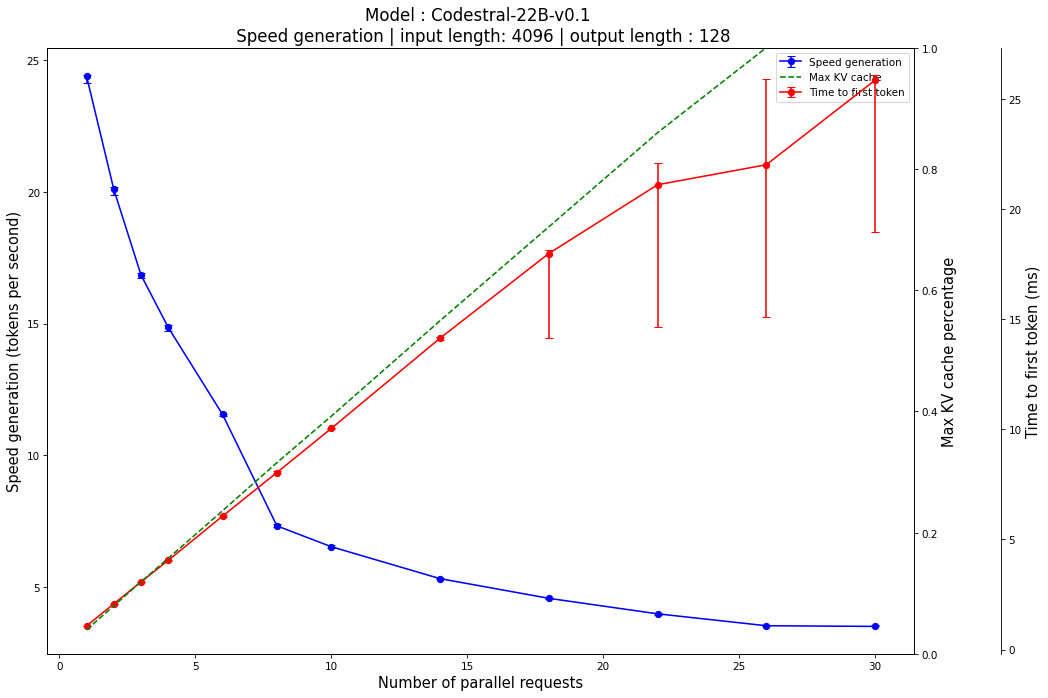 Model : Codestral-22B-v0.1
Speed generation | input length: 4096 | output length : 128
Speed generation
Max KV cache
Time to first token
Speed generation (tokens per second)
25
20
15
10
5
0
5
10
15
20
25
30
Number of parallel requests
1.0
0.8
0.6
0.4
0.2
0.0
Max KV cache percentage
25
20
15
10
5
0
Time to first token (ms)